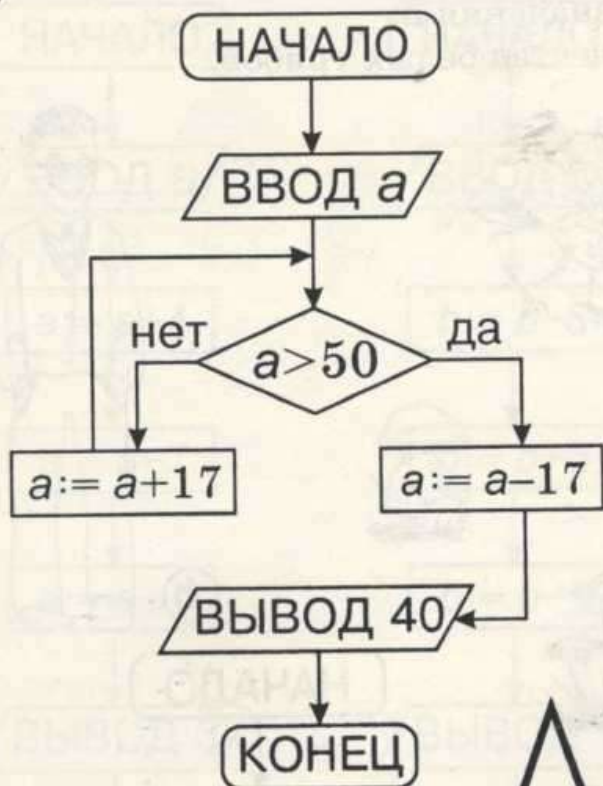 НАЧАЛО
ВВОД a
нет
a>50
да
a:= a+17
a:= a–17
ВЫВОД 40
КОНЕЦ